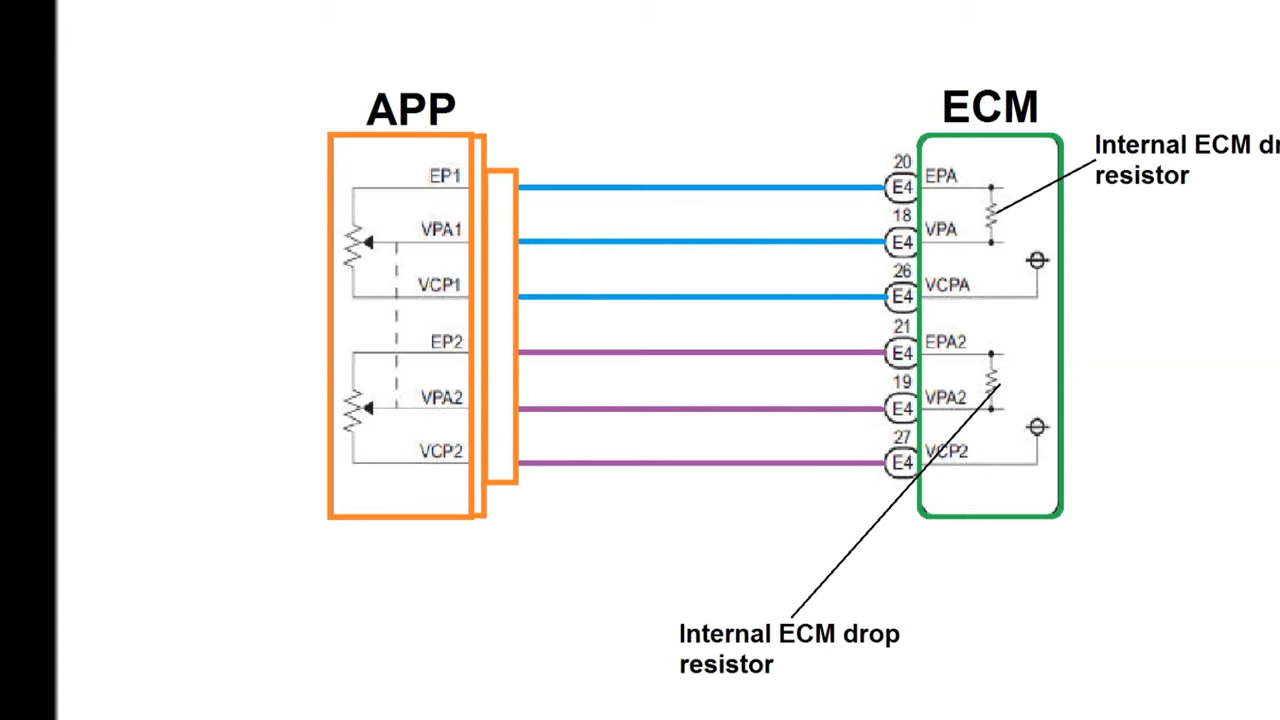 APP
ECM
Internal ECM dr
resistor
EP1
20
E4
EPA
VPA1
18
E4
VPA
VCP1
26
E4
VCPA
EP2
21
E4
EPA2
VPA2
19
E4
VPA2
VCP2
27
E4
VCP2
Internal ECM drop
resistor